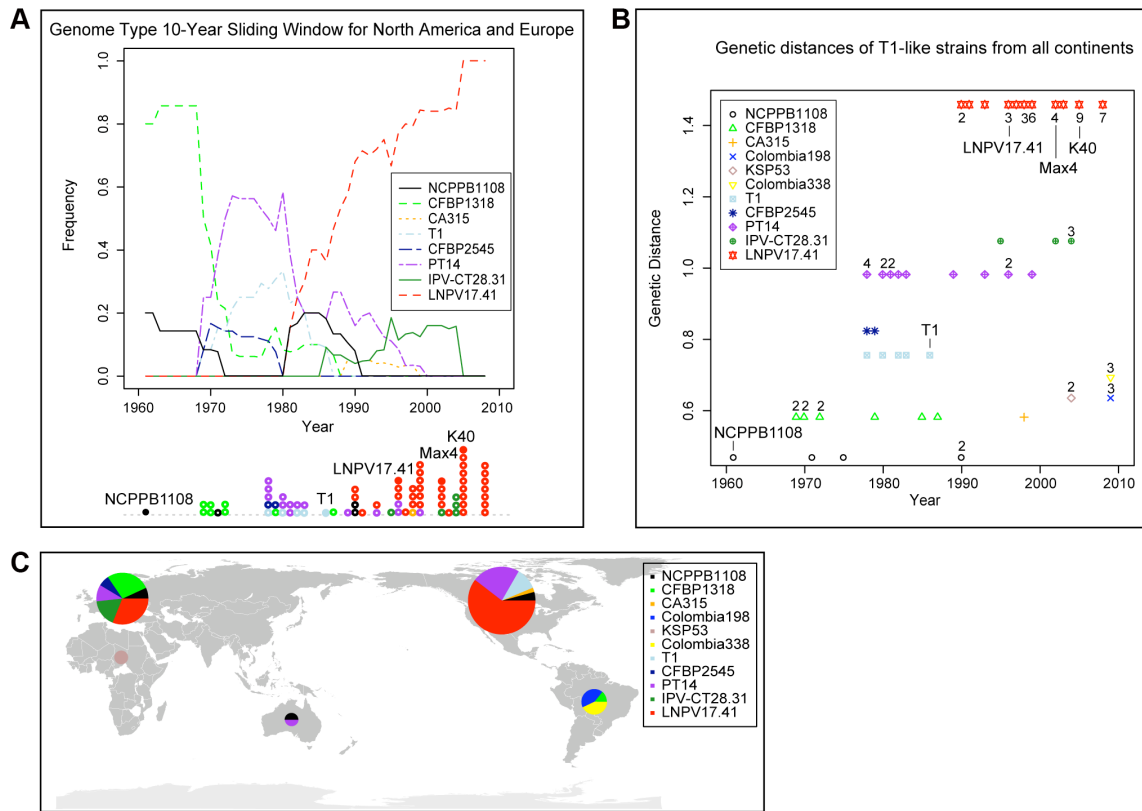 A
Genome Type 10-Year Sliding Window for North America and Europe
Frequency
1.0
0.8
0.6
0.4
0.2
0.0
NCPPB1108
CFBP1318
CA315
T1
CFBP2545
PT14
IPV-CT28.31
LNPV17.41
1960 1970 1980 1990 2000 2010
Year
K40
Max4
LNPV17.41
NCPPB1108
T1
B
Genetic distances of T1-like strains from all continents
Genetic Distance
1.4
1.2
1.0
0.8
0.6
NCPPB1108
CFBP1318
CA315
Colombia198
KSP53
Colombia338
T1
CFBP2545
PT14
IPV-CT28.31
LNPV17.41
2 3 36 4 9 7
LNPV17.41 K40
Max4
3
4 22 2
T1
3
2 3
22 2
NCPPB1108 2
1960 1970 1980 1990 2000 2010
Year
C
NCPPB1108
CFBP1318
CA315
Colombia198
KSP53
Colombia338
T1
CFBP2545
PT14
IPV-CT28.31
LNPV17.41